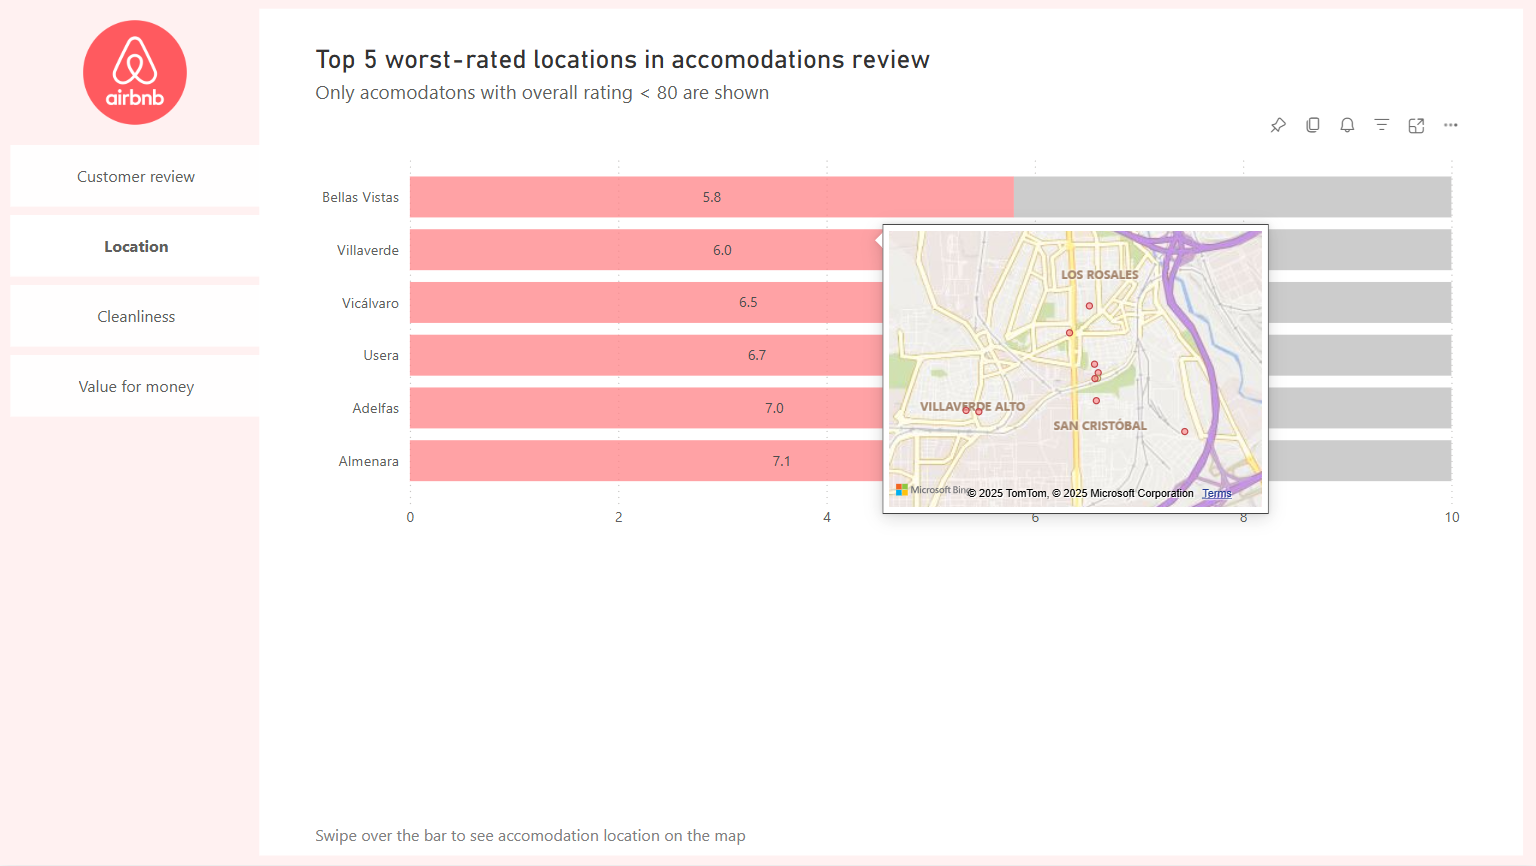 airbnb
Customer review
Location
Cleanliness
Value for money
Top 5 worst-rated locations in accomodations review
Only acomodatons with overall rating < 80 are shown
Bellas Vistas 5.8
Villaverde 6.0
Vicálvaro 6.5
Usera 6.7
Adelfas 7.0
Almenara 7.1
0 2 4 6 8 10
LOS ROSALES
VILLAVERDE ALTO
SAN CRISTÓBAL
Microsoft Bing
© 2025 TomTom, © 2025 Microsoft Corporation Terms
Swipe over the bar to see accomodation location on the map